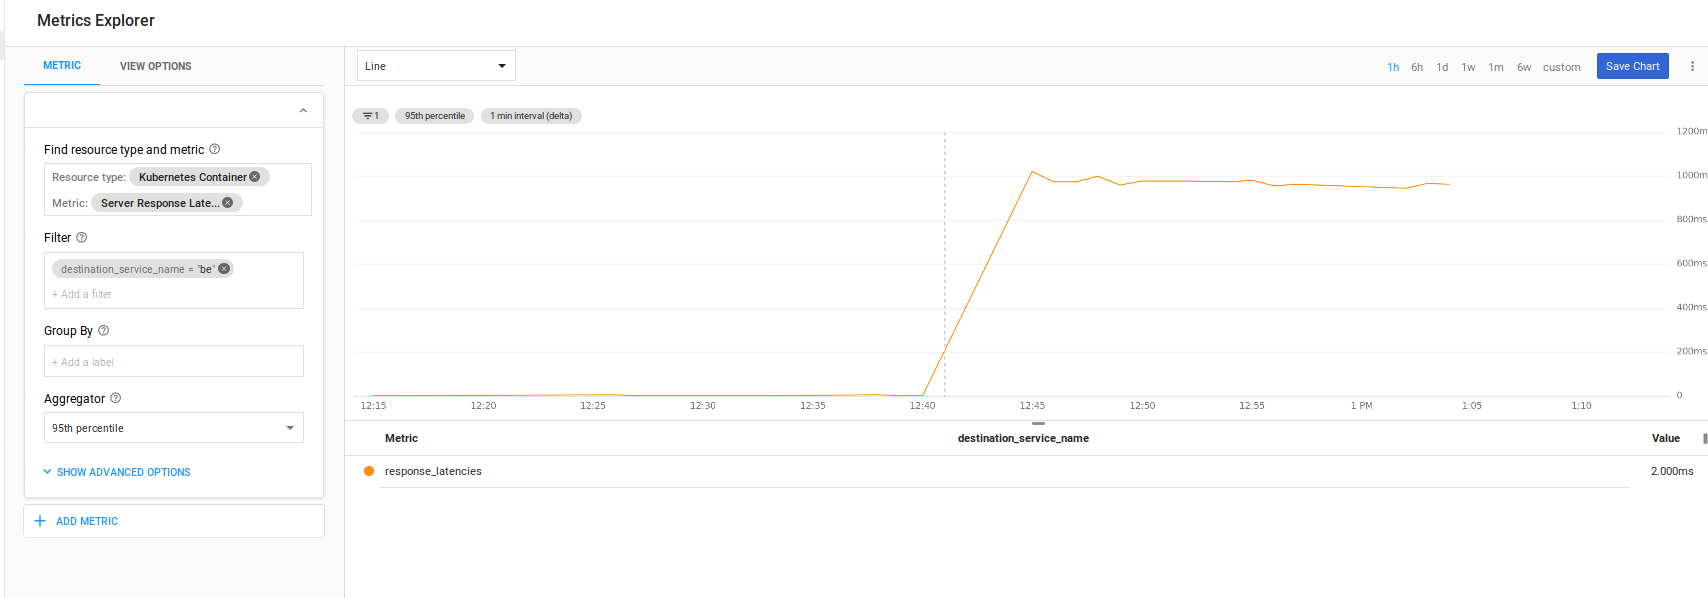 Metrics Explorer
METRIC
VIEW OPTIONS
Line
1h
6h
1d
1w
1m
6w
custom
Save Chart
Find resource type and metric
Resource type: Kubernetes Container
Metric: Server Response Late...
Filter
destination_service_name = "be"
+ Add a filter
Group By
+ Add a label
Aggregator
95th percentile
SHOW ADVANCED OPTIONS
ADD METRIC
1
95th percentile
1 min interval (delta)
1200m
1000m
800ms
600ms
400ms
200ms
0
12:15
12:20
12:25
12:30
12:35
12:40
12:45
12:50
12:55
1 PM
1:05
1:10
Metric
destination_service_name
Value
response_latencies
2.000ms